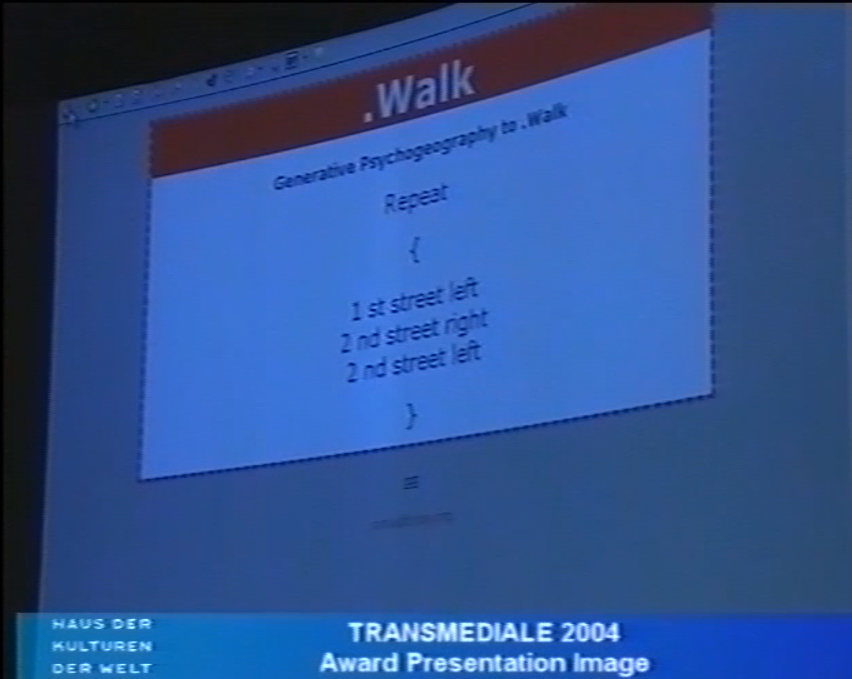 .Walk
Generative Psychogeography to .Walk
Repeat
{
1 st street left
2 nd street right
2 nd street left
}
HAUS DER
KULTUREN
DER WELT
TRANSMEDIALE 2004
Award Presentation Image